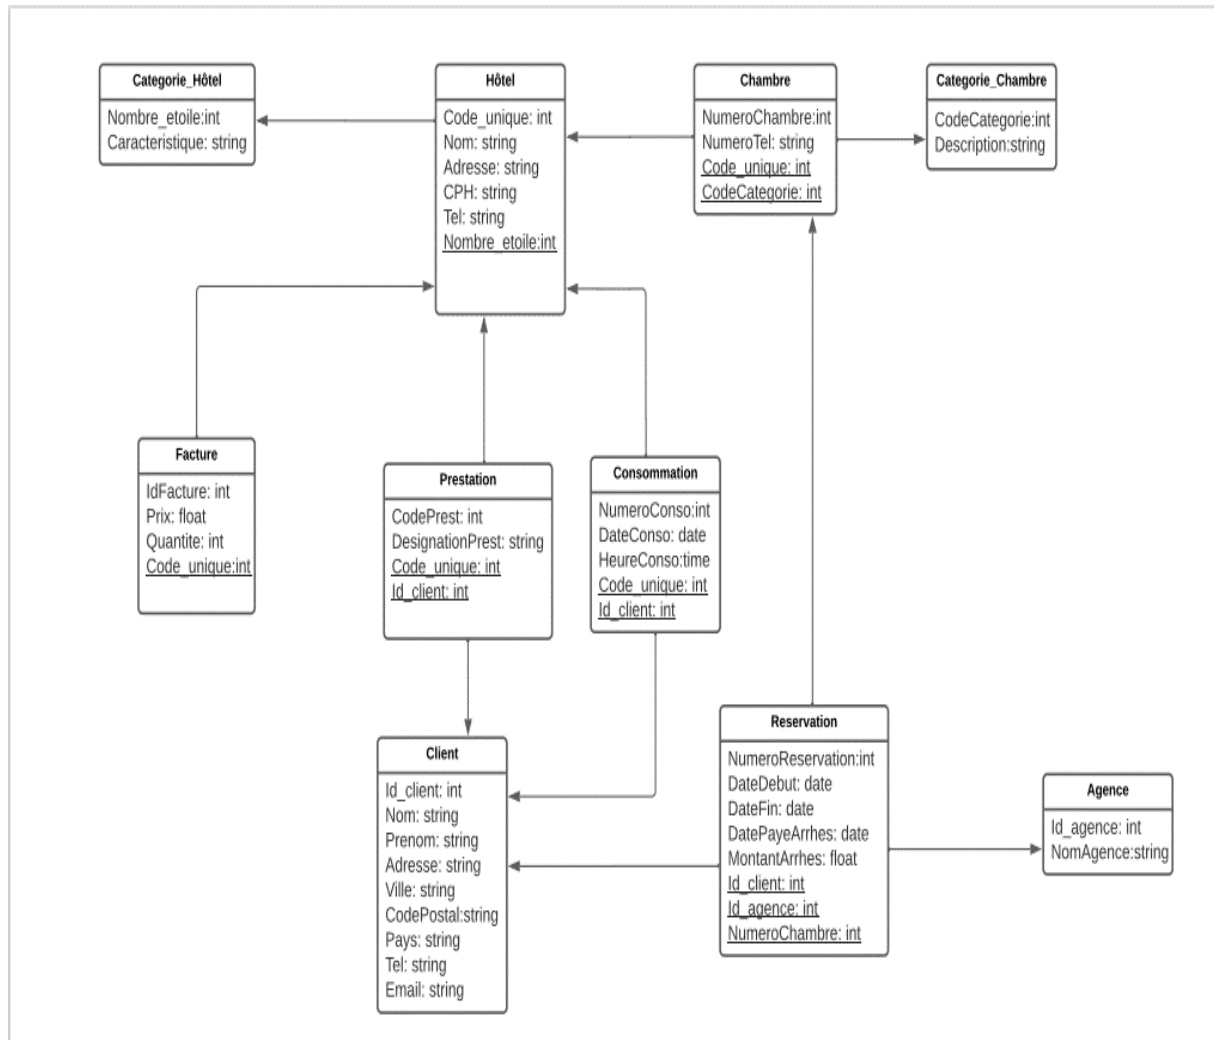 Categorie_Hôtel
Nombre_etoile:int
Caracteristique: string
Hôtel
Code_unique: int
Nom: string
Adresse: string
CPH: string
Tel: string
Nombre_etoile:int
Chambre
NumeroChambre:int
NumeroTel: string
Code_unique: int
CodeCategorie: int
Categorie_Chambre
CodeCategorie:int
Description:string
Facture
IdFacture: int
Prix: float
Quantite: int
Code_unique:int
Prestation
CodePrest: int
DesignationPrest: string
Code_unique: int
Id_client: int
Consommation
NumeroConso:int
DateConso: date
HeureConso:time
Code_unique: int
Id_client: int
Client
Id_client: int
Nom: string
Prenom: string
Adresse: string
Ville: string
CodePostal:string
Pays: string
Tel: string
Email: string
Reservation
NumeroReservation:int
DateDebut: date
DateFin: date
DatePayeArrhes: date
MontantArrhes: float
Id_client: int
Id_agence: int
NumeroChambre: int
Agence
Id_agence: int
NomAgence:string